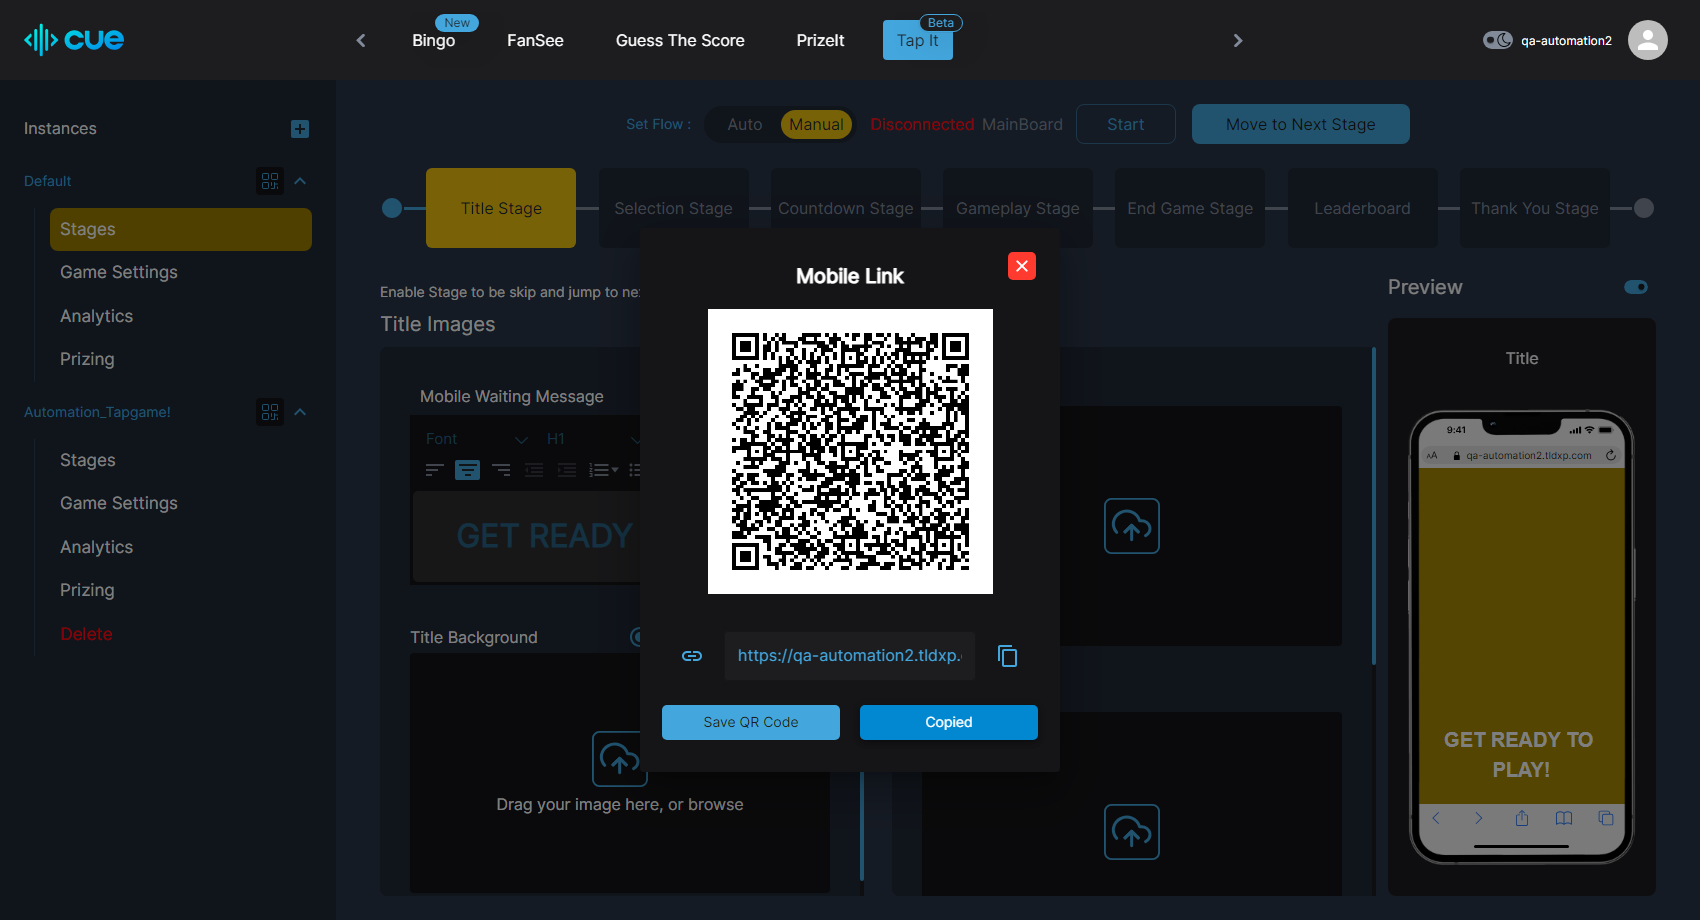 cue
New
Bingo
FanSee
Guess The Score
PrizeIt
Beta
Tap It
qa-automation2
Instances
Default
Stages
Game Settings
Analytics
Prizing
Automation_Tapgame!
Stages
Game Settings
Analytics
Prizing
Delete
Set Flow :
Auto
Manual
Disconnected
MainBoard
Start
Move to Next Stage
Title Stage
Selection Stage
Countdown Stage
Gameplay Stage
End Game Stage
Leaderboard
Thank You Stage
Enable Stage to be skip and jump to ne
Title Images
Mobile Waiting Message
Font
H1
GET READY
Title Background
Drag your image here, or browse
Mobile Link
https://qa-automation2.tldxp.
Save QR Code
Copied
Preview
Title
9:41
AA
qa-automation2.tldxp.com
GET READY TO
PLAY!